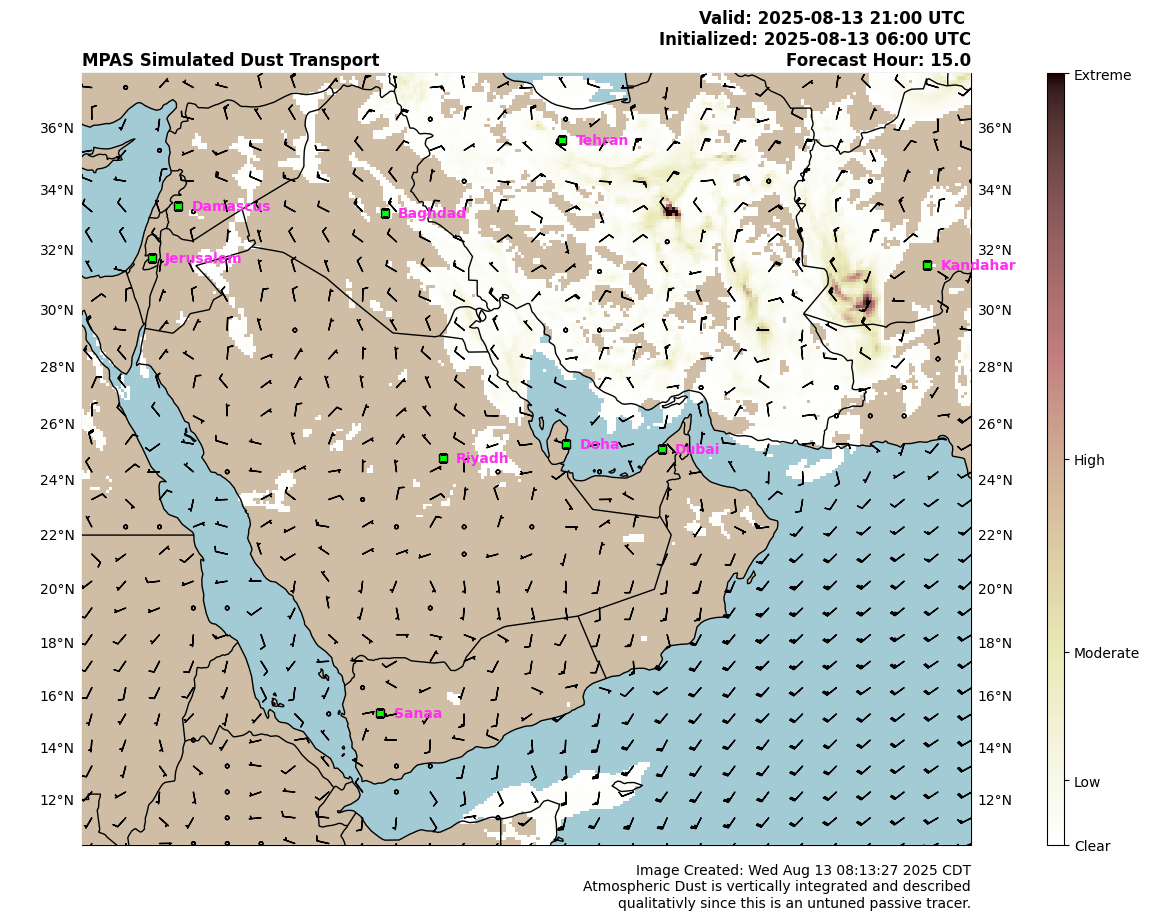 Valid: 2025-08-13 21:00 UTC
Initialized: 2025-08-13 06:00 UTC
MPAS Simulated Dust Transport
Forecast Hour: 15.0
Extreme
36°N
36°N
Tehran
34°N
34°N
Damascus
Baghdad
32°N
32°N
Jerusalem
Kandahar
30°N
30°N
28°N
28°N
26°N
26°N
Doha
Dubai
Riyadh
High
24°N
24°N
22°N
22°N
20°N
20°N
18°N
18°N
Moderate
16°N
16°N
Sanaa
14°N
14°N
Low
12°N
12°N
Clear
Image Created: Wed Aug 13 08:13:27 2025 CDT
Atmospheric Dust is vertically integrated and described
qualitativly since this is an untuned passive tracer.